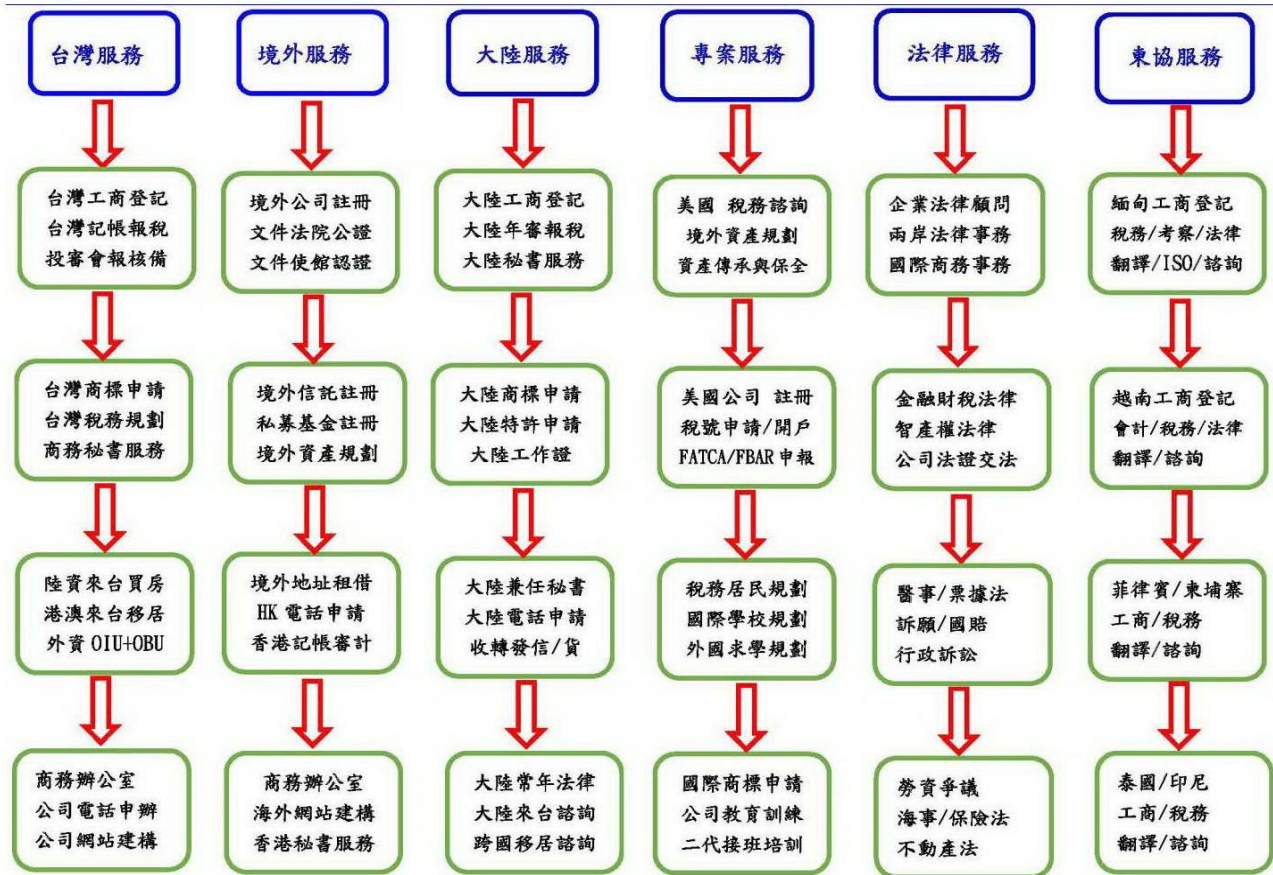 台灣服務
台灣工商登記
台灣記帳報稅
投審會報核備
台灣商標申請
台灣稅務規劃
商務秘書服務
陸資來台買房
港澳來台移居
外資 OIU+OBU
商務辦公室
公司電話申辦
公司網站建構
境外服務
境外公司註冊
文件法院公證
文件使館認證
境外信託註冊
私募基金註冊
境外資產規劃
境外地址租借
HK 電話申請
香港記帳審計
商務辦公室
海外網站建構
香港秘書服務
大陸服務
大陸工商登記
大陸年審報稅
大陸秘書服務
大陸商標申請
大陸特許申請
大陸工作證
大陸兼任秘書
大陸電話申請
收轉發信/貨
大陸常年法律
大陸來台諮詢
跨國移居諮詢
專案服務
美國 稅務諮詢
境外資產規劃
資產傳承與保全
美國公司 註冊
稅號申請/開戶
FATCA/FBAR 申報
稅務居民規劃
國際學校規劃
外國求學規劃
國際商標申請
公司教育訓練
二代接班培訓
法律服務
企業法律顧問
兩岸法律事務
國際商務事務
金融財稅法律
智產權法律
公司法證交法
醫事/票據法
訴願/國賠
行政訴訟
勞資爭議
海事/保險法
不動產法
東協服務
緬甸工商登記
稅務/考察/法律
翻譯/ISO/諮詢
越南工商登記
會計/稅務/法律
翻譯/諮詢
菲律賓/柬埔寨
工商/稅務
翻譯/諮詢
泰國/印尼
工商/稅務
翻譯/諮詢